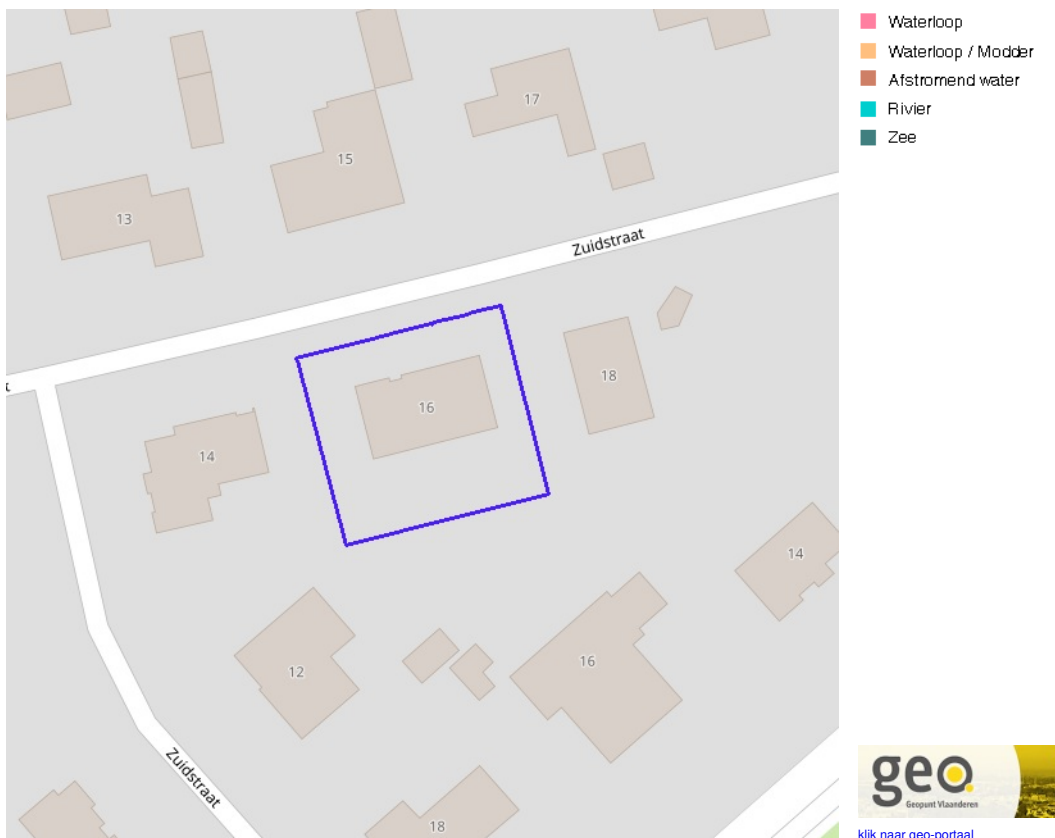 Waterloop
Waterloop / Modder
Afstromend water
Rivier
Zee
17
15
13
Zuidstraat
t
18
16
14
14
12
16
Zuidstraat
18
geo.
Geopunt Vlaanderen
klik naar geo-portaal